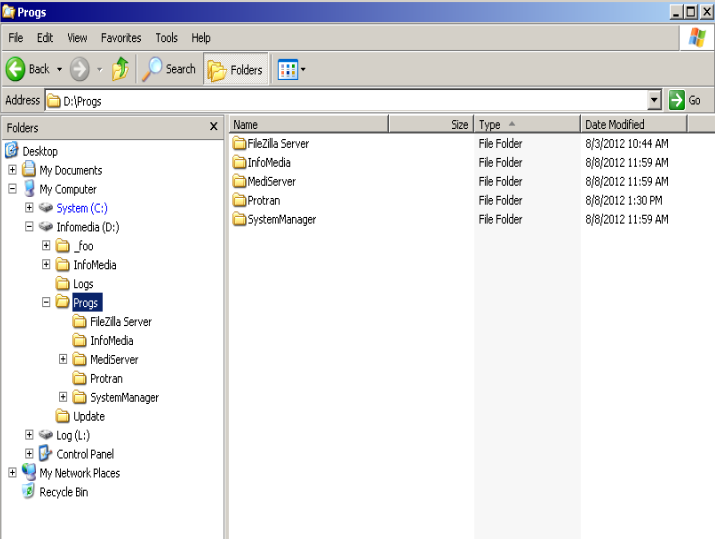 Progs
File Edit View Favorites Tools Help
Back Search Folders
Address D:\Progs Go
Folders X
Desktop
My Documents
My Computer
System (C:)
Infomedia (D:)
_foo
InfoMedia
Logs
Progs
FileZilla Server
InfoMedia
MediServer
Protran
SystemManager
Update
Log (L:)
Control Panel
My Network Places
Recycle Bin
Name Size Type Date Modified
FileZilla Server File Folder 8/3/2012 10:44 AM
InfoMedia File Folder 8/8/2012 11:59 AM
MediServer File Folder 8/8/2012 11:59 AM
Protran File Folder 8/8/2012 1:30 PM
SystemManager File Folder 8/8/2012 11:59 AM